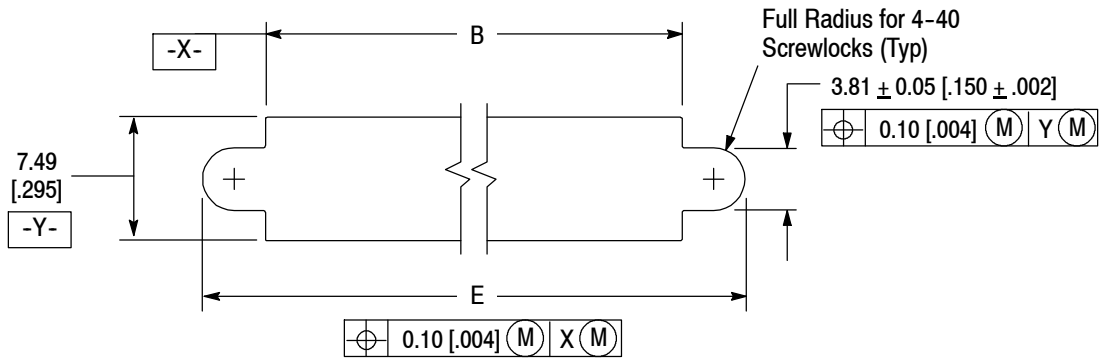 Full Radius for 4-40
Screwlocks (Typ)
-X-
B
3.81 ± 0.05 [.150 ± .002]
⌖ 0.10 [.004] Ⓜ Y Ⓜ
7.49
[.295]
-Y-
E
⌖ 0.10 [.004] Ⓜ X Ⓜ